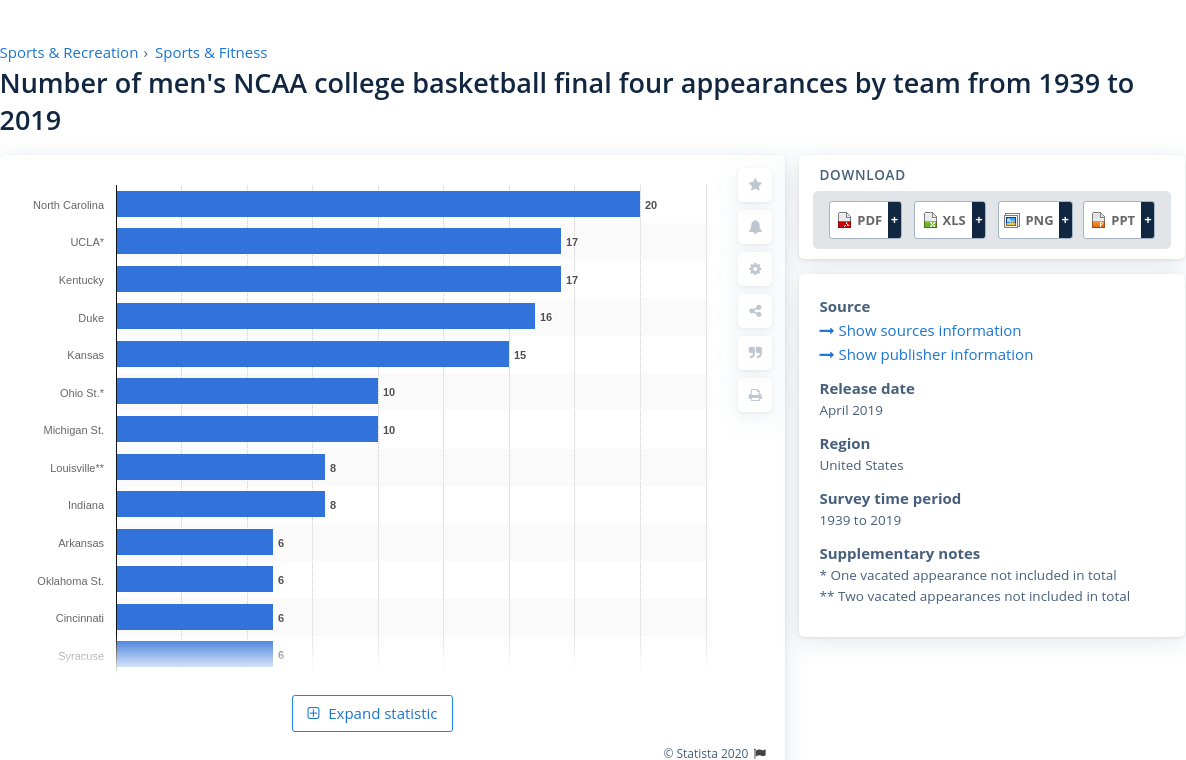 Sports & Recreation › Sports & Fitness
Number of men's NCAA college basketball final four appearances by team from 1939 to
2019
North Carolina 20
UCLA* 17
Kentucky 17
Duke 16
Kansas 15
Ohio St.* 10
Michigan St. 10
Louisville** 8
Indiana 8
Arkansas 6
Oklahoma St. 6
Cincinnati 6
Syracuse 6
Expand statistic
© Statista 2020
DOWNLOAD
PDF + XLS + PNG + PPT +
Source
Show sources information
Show publisher information
Release date
April 2019
Region
United States
Survey time period
1939 to 2019
Supplementary notes
* One vacated appearance not included in total
** Two vacated appearances not included in total